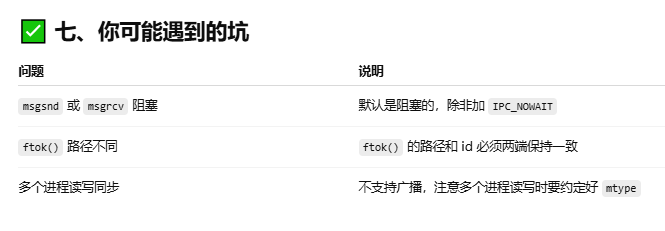 ✅ 七、你可能遇到的坑
问题 说明
msgsnd 或 msgrcv 阻塞 默认是阻塞的，除非加 IPC_NOWAIT
ftok() 路径不同 ftok() 的路径和 id 必须两端保持一致
多个进程读写同步 不支持广播，注意多个进程读写时要约定好 mtype